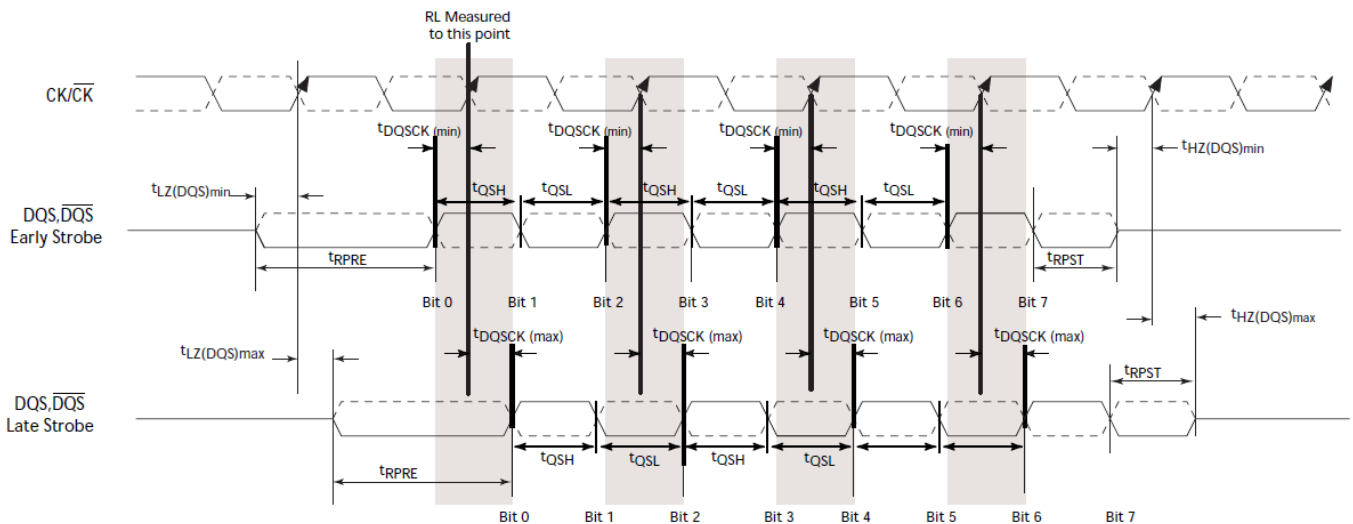 RL Measured
to this point
CK/C̅K̅
tDQSCK (min) tDQSCK (min) tDQSCK (min) tDQSCK (min)
tHZ(DQS)min
tLZ(DQS)min
tQSH tQSL tQSH tQSL tQSH tQSL
DQS,D̅Q̅S̅
Early Strobe
tRPRE
tRPST
Bit 0 Bit 1 Bit 2 Bit 3 Bit 4 Bit 5 Bit 6 Bit 7
tHZ(DQS)max
tLZ(DQS)max
tDQSCK (max) tDQSCK (max) tDQSCK (max) tDQSCK (max)
tRPST
DQS,D̅Q̅S̅
Late Strobe
tQSH tQSL tQSH tQSL
tRPRE
Bit 0 Bit 1 Bit 2 Bit 3 Bit 4 Bit 5 Bit 6 Bit 7